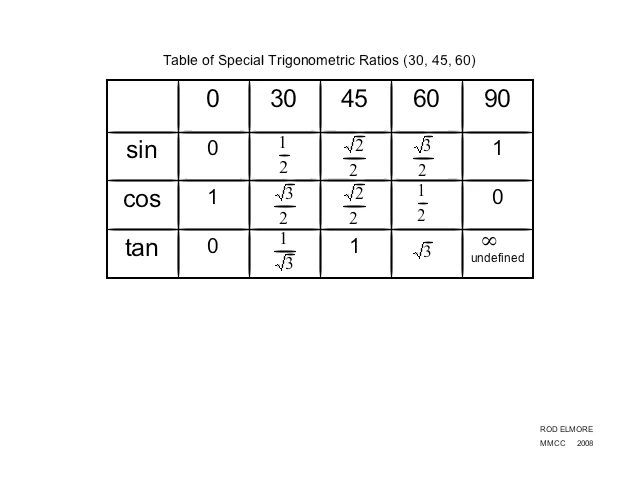 Table of Special Trigonometric Ratios (30, 45, 60)
0 30 45 60 90
sin 0 1/2 √2/2 √3/2 1
cos 1 √3/2 √2/2 1/2 0
tan 0 1/√3 1 √3 ∞ undefined
ROD ELMORE
MMCC 2008